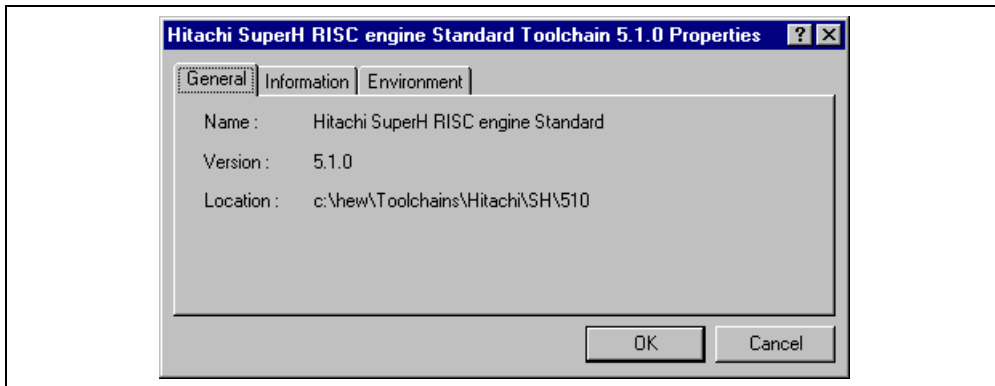 Hitachi SuperH RISC engine Standard Toolchain 5.1.0 Properties ? ×
General Information Environment
Name : Hitachi SuperH RISC engine Standard
Version : 5.1.0
Location : c:\hew\Toolchains\Hitachi\SH\510
OK Cancel